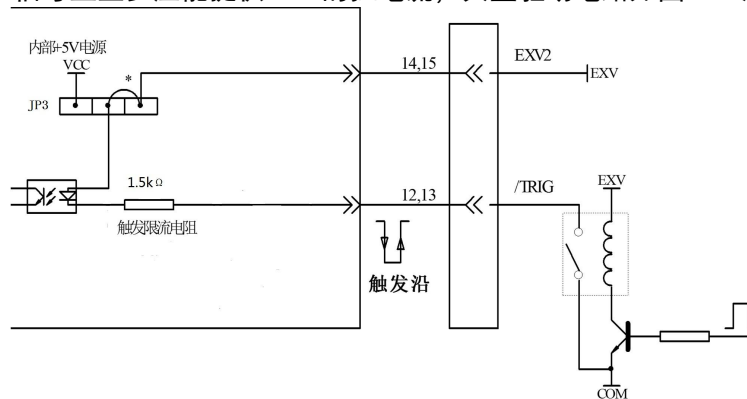 内部+5V电源
VCC
*
JP3
14,15
EXV2
EXV
1.5kΩ
触发限流电阻
12,13
/TRIG
EXV
触发沿
COM